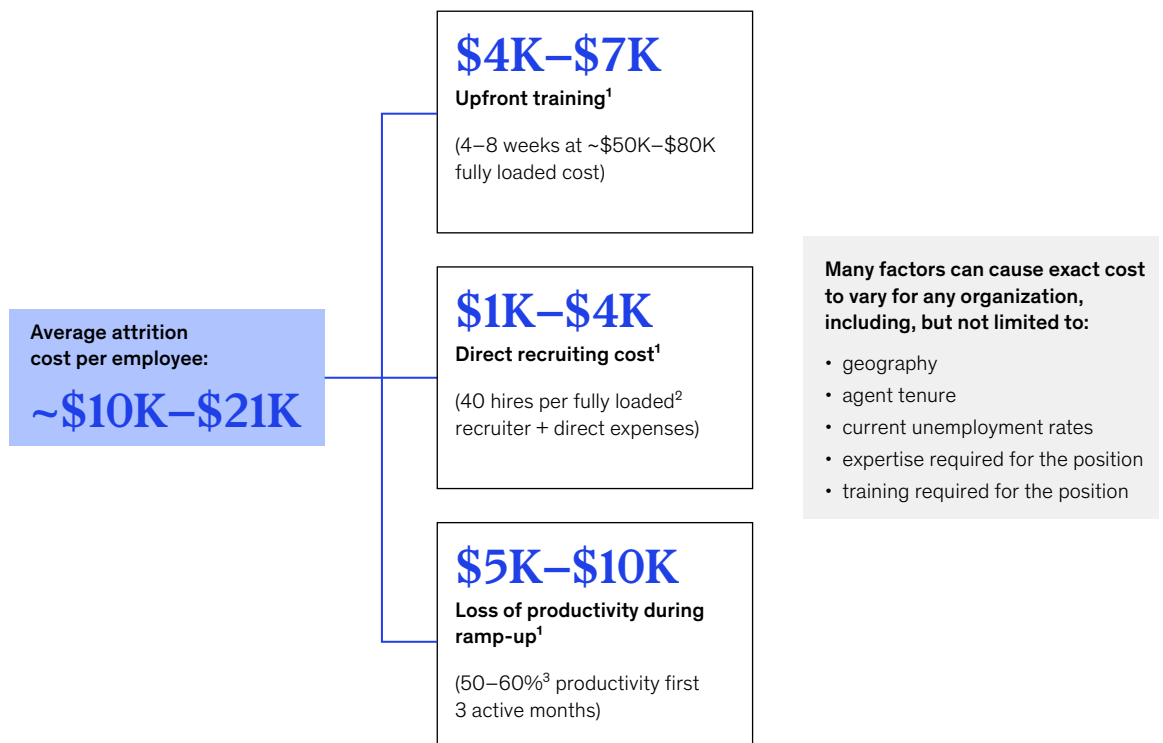 $4K–$7K
Upfront training¹
(4–8 weeks at ~$50K–$80K
fully loaded cost)
Average attrition
cost per employee:
~$10K–$21K
$1K–$4K
Direct recruiting cost¹
(40 hires per fully loaded²
recruiter + direct expenses)
$5K–$10K
Loss of productivity during
ramp-up¹
(50–60%³ productivity first
3 active months)
Many factors can cause exact cost
to vary for any organization,
including, but not limited to:
• geography
• agent tenure
• current unemployment rates
• expertise required for the position
• training required for the position